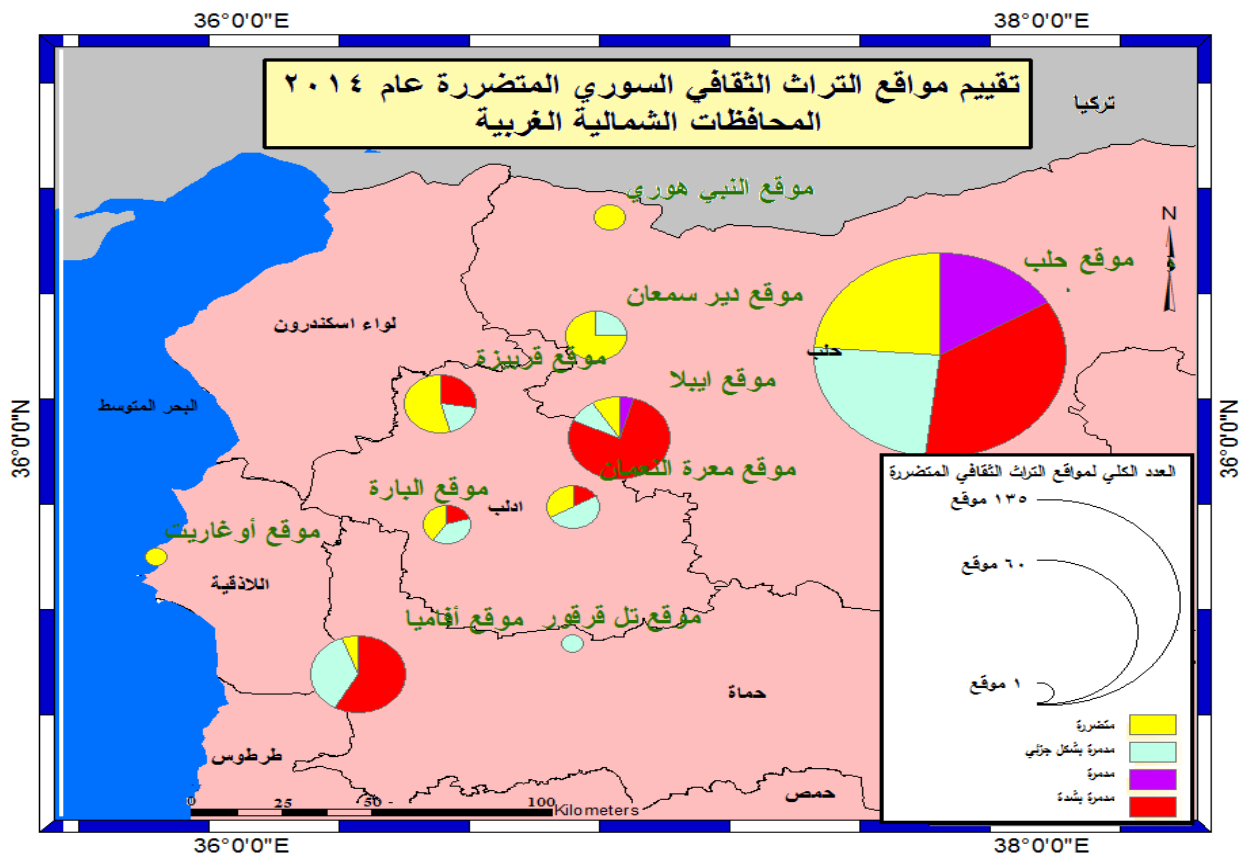 36°0'0"E
38°0'0"E
تقييم مواقع التراث الثقافي السوري المتضررة عام ٢٠١٤
المحافظات الشمالية الغربية
تركيا
موقع النبي هوري
N
موقع حلب
موقع دير سمعان
لواء اسكندرون
حلب
موقع قربيزة
موقع ايبلا
البحر المتوسط
36°0'0"N
36°0'0"N
موقع معرة النعمان
موقع البارة
ادلب
موقع أوغاريت
اللاذقية
موقع أفاميا
موقع تل قرقور
حماة
طرطوس
حمص
العدد الكلي لمواقع التراث الثقافي المتضررة
١٣٥ موقع
٦٠ موقع
١ موقع
متضررة
مدمرة بشكل جزئي
مدمرة
مدمرة بشدة
0 25 50 100
Kilometers
36°0'0"E
38°0'0"E